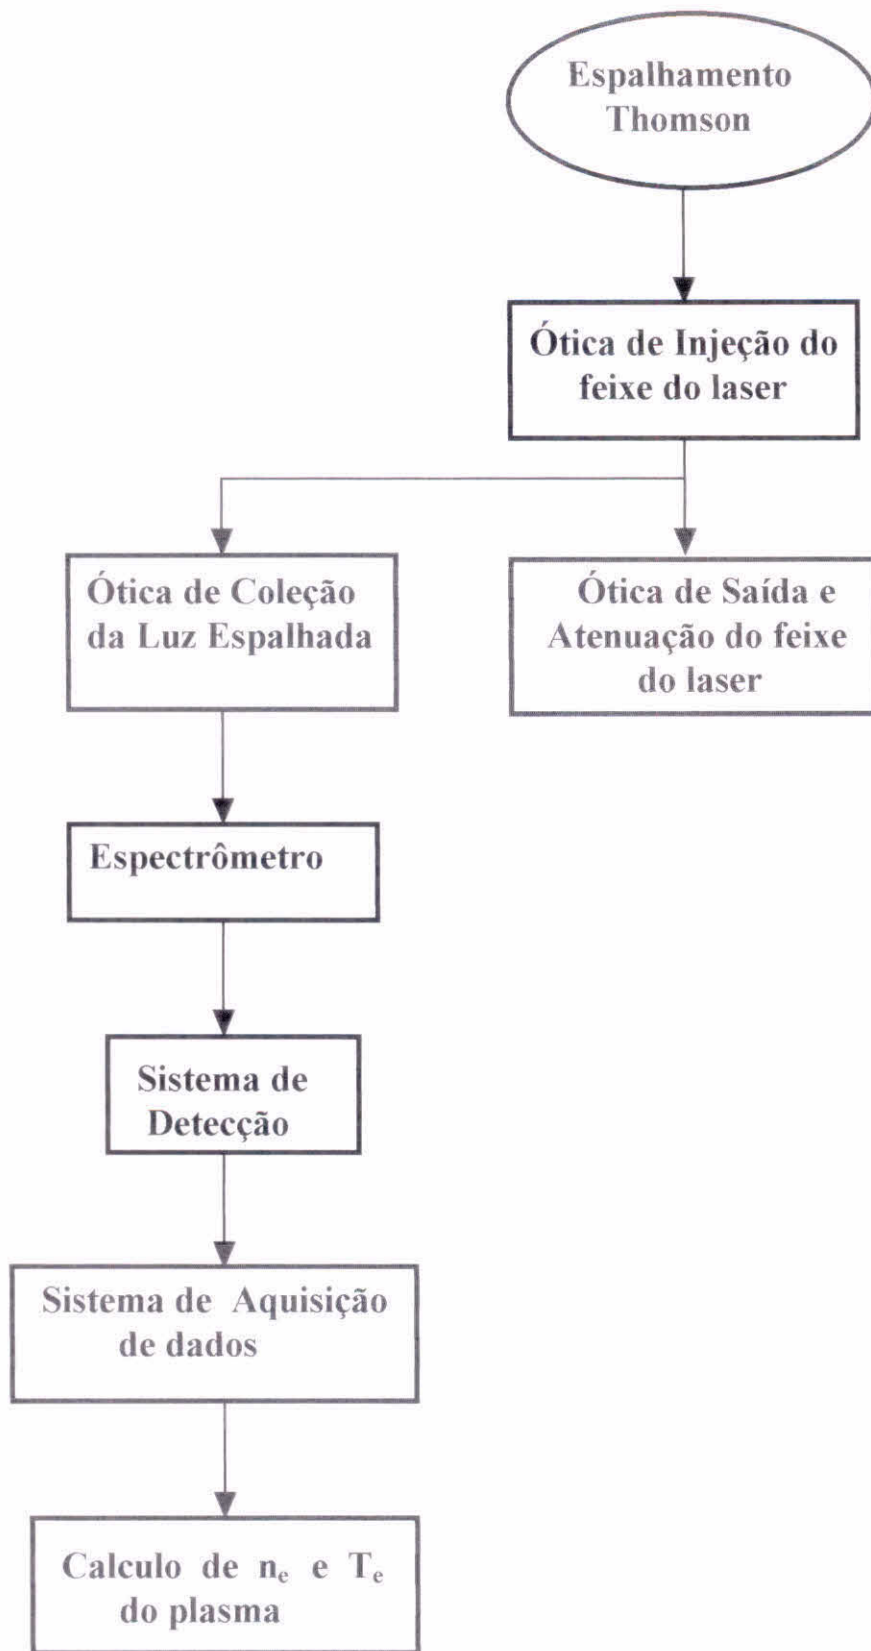 Espalhamento
Thomson
Ótica de Injeção do
feixe do laser
Ótica de Coleção
da Luz Espalhada
Ótica de Saída e
Atenuação do feixe
do laser
Espectrômetro
Sistema de
Detecção
Sistema de Aquisição
de dados
Calculo de nₑ e Tₑ
do plasma